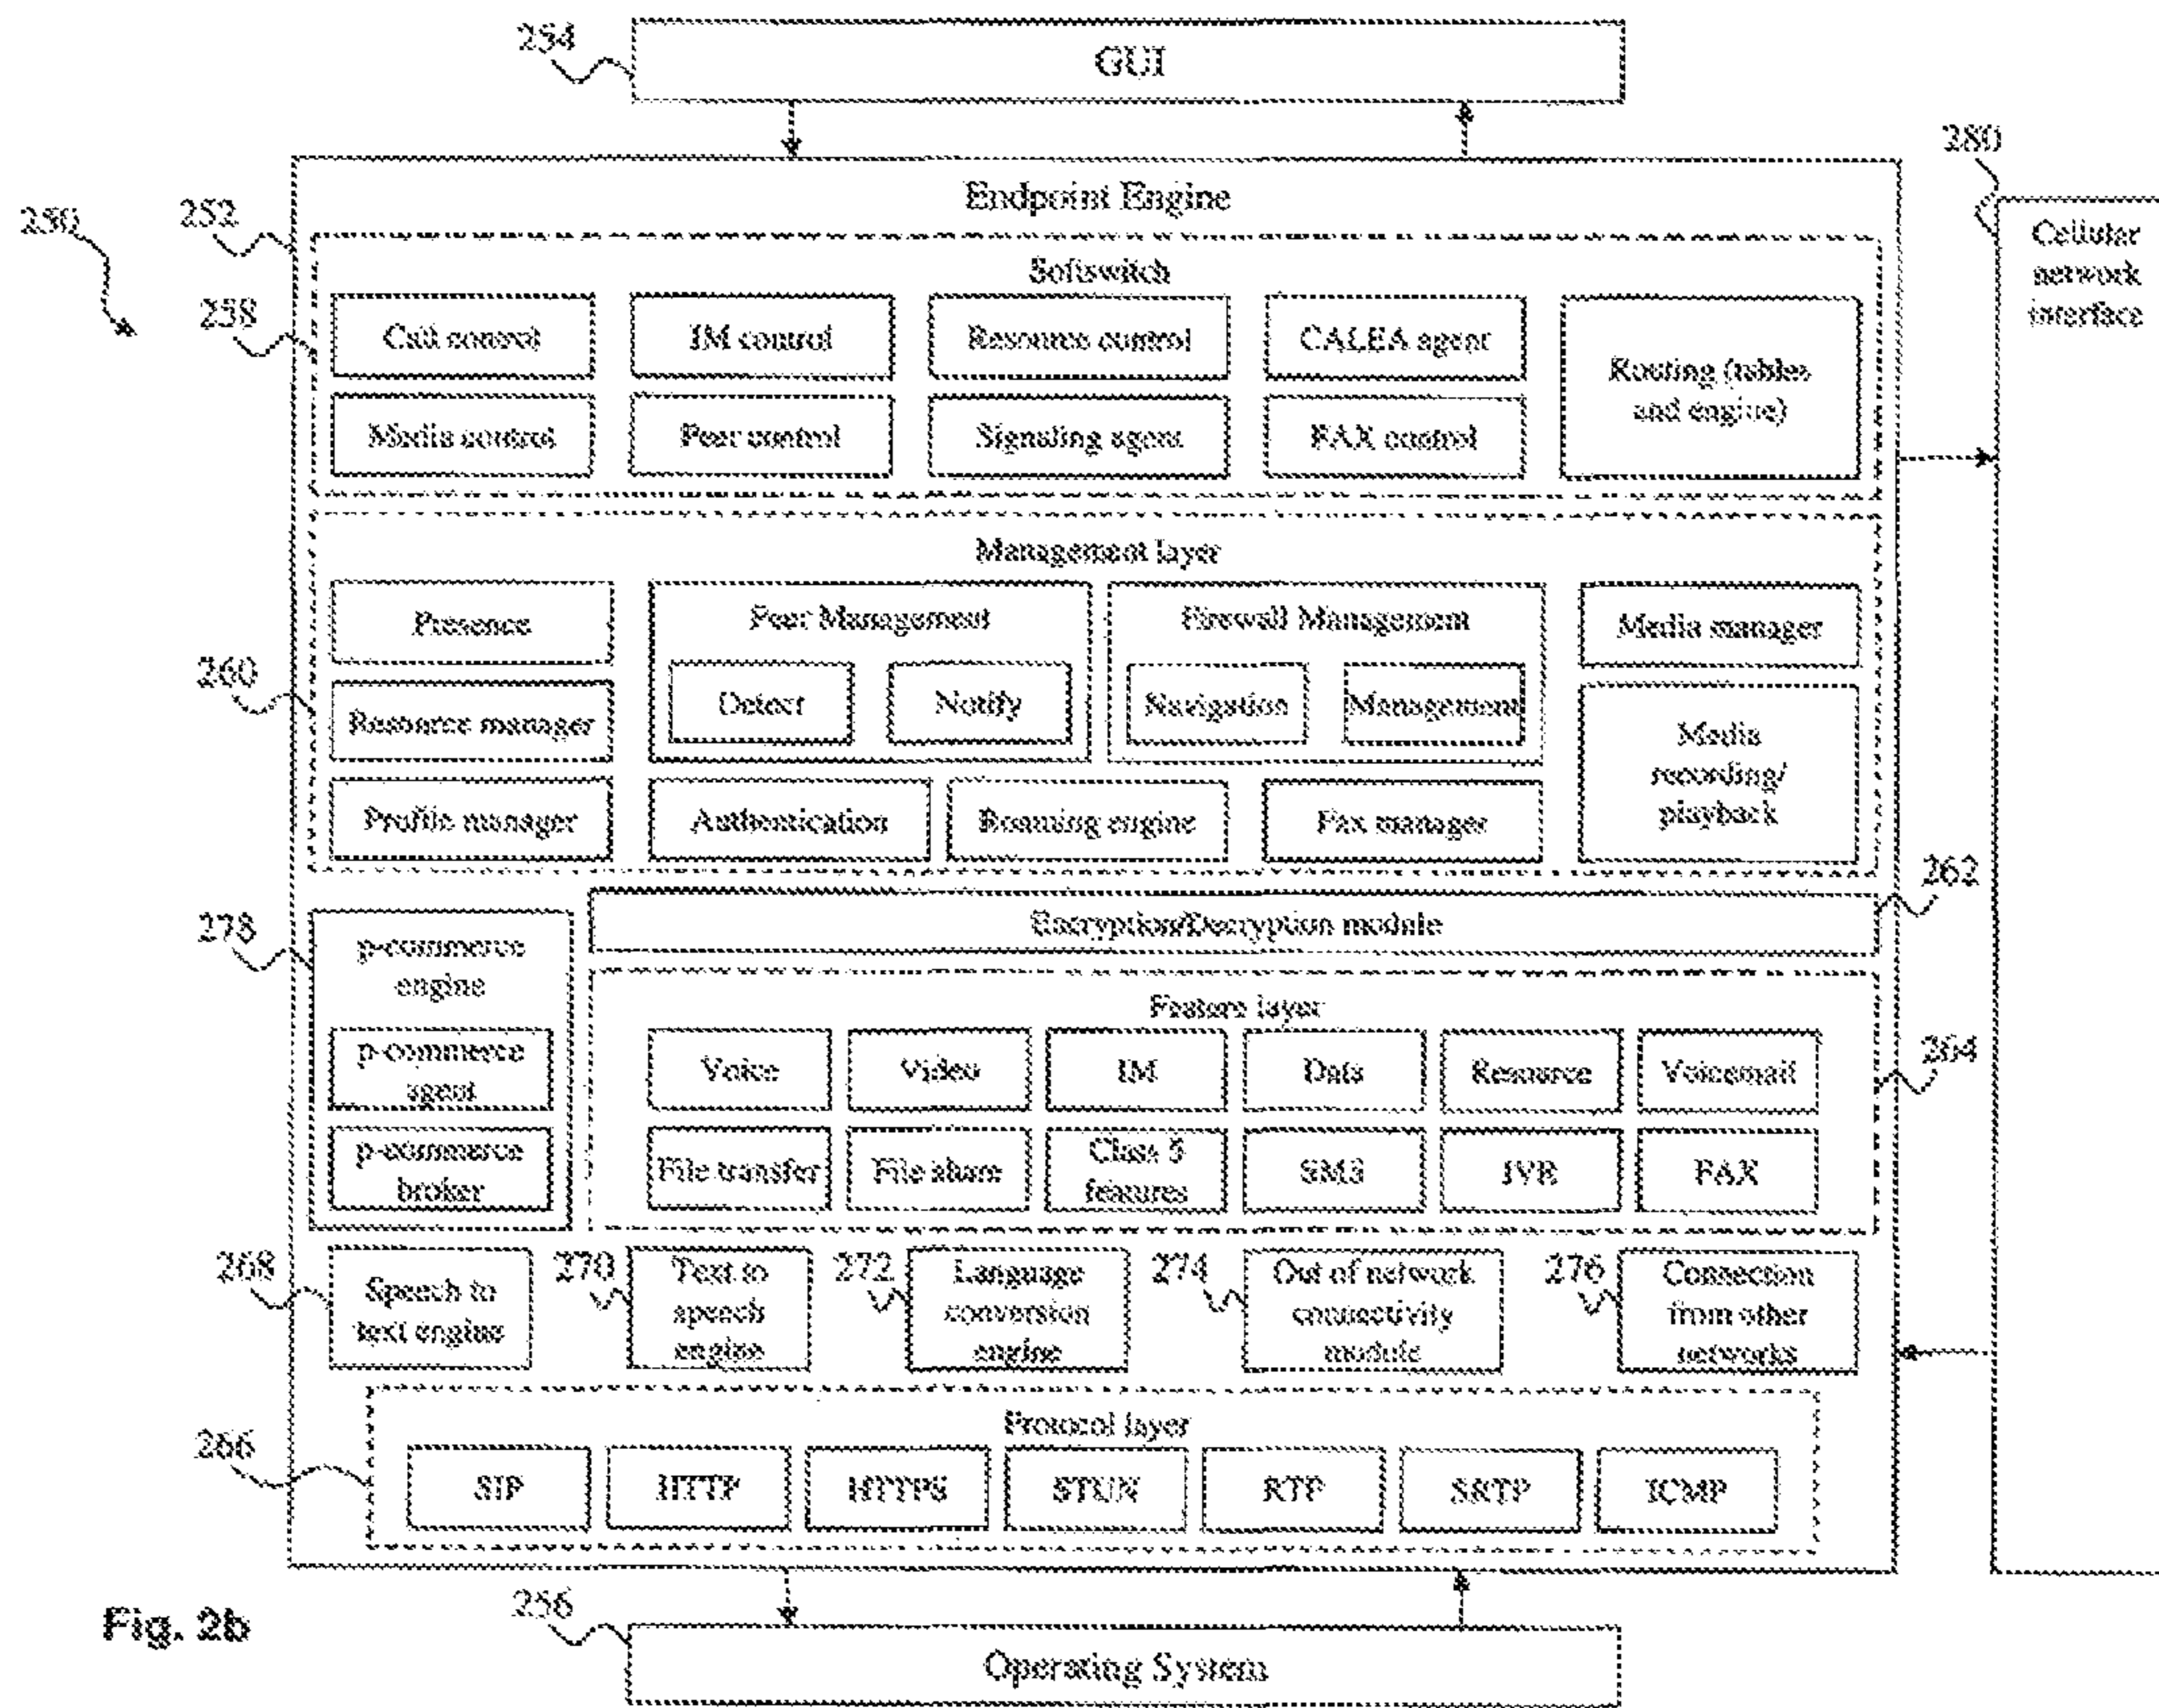 254
GUI
280
Cellular
network
interface
250
252
Endpoint Engine
258
Softswitch
Call control
IM control
Resource control
CALEA agent
Routing (tables
and engine)
Media control
Peer control
Signaling agent
FAX control
260
Management layer
Presence
Peer Management
Firewall Management
Media manager
Resource manager
Detect
Notify
Navigation
Management
Media
recording/
playback
Profile manager
Authentication
Roaming engine
Fax manager
262
Encryption/Decryption module
278
p-commerce
engine
p-commerce
agent
p-commerce
broker
264
Feature layer
Voice
Video
IM
Data
Resource
Voicemail
File transfer
File share
Class 5
features
SMS
IVR
FAX
268
Speech to
text engine
270
Text to
speech
engine
272
Language
conversion
engine
274
Out of network
connectivity
module
276
Connection
from other
networks
266
Protocol layer
SIP
HTTP
HTTPS
STUN
RTP
SRTP
ICMP
Fig. 2b
256
Operating System